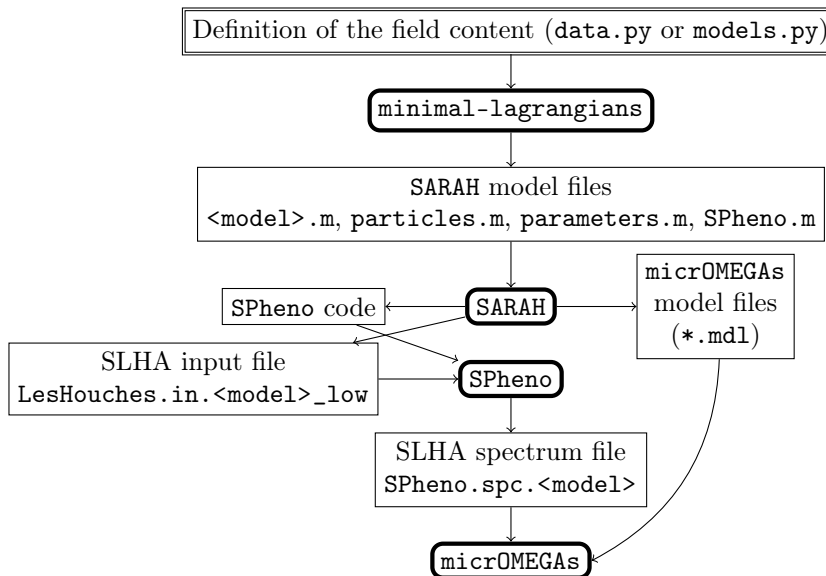 Definition of the field content (data.py or models.py)
minimal-lagrangians
SARAH model files
<model>.m, particles.m, parameters.m, SPheno.m
micrOMEGAs
model files
(*.mdl)
SPheno code
SARAH
SLHA input file
LesHouches.in.<model>_low
SPheno
SLHA spectrum file
SPheno.spc.<model>
micrOMEGAs